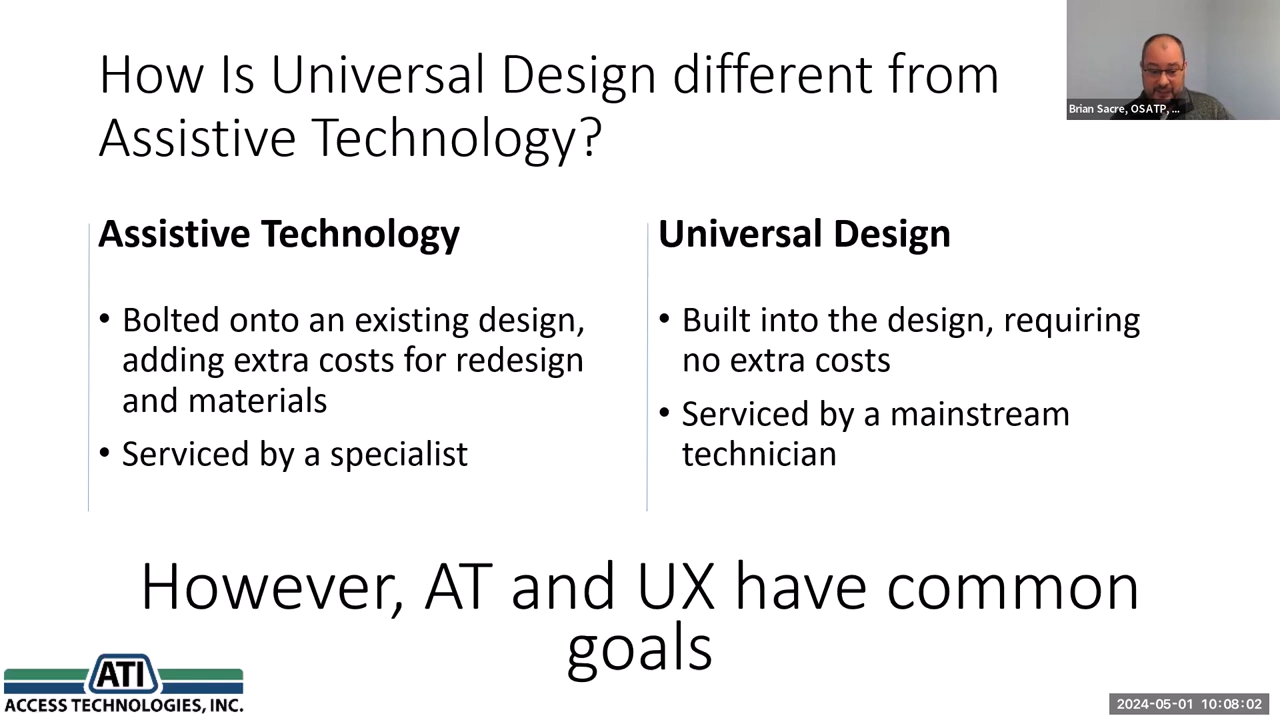 How Is Universal Design different from
Assistive Technology?
Brian Sacre, OSATP, ...
Assistive Technology
• Bolted onto an existing design,
adding extra costs for redesign
and materials
• Serviced by a specialist
Universal Design
• Built into the design, requiring
no extra costs
• Serviced by a mainstream
technician
However, AT and UX have common
goals
ATI
ACCESS TECHNOLOGIES, INC.
2024-05-01 10:08:02